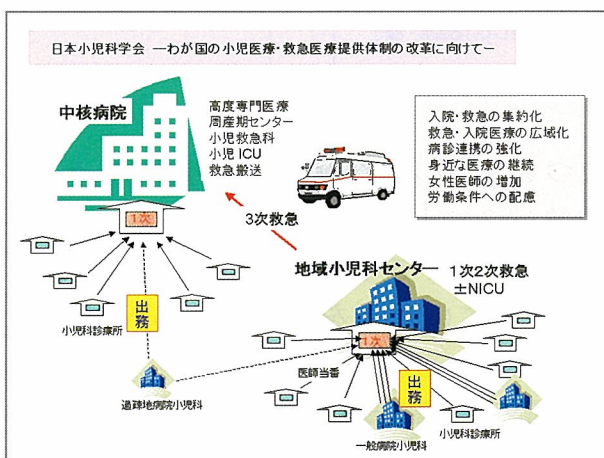 日本小児科学会 ―わが国の小児医療・救急医療提供体制の改革に向けて―
中核病院
高度専門医療
周産期センター
小児救急科
小児ICU
救急搬送
入院・救急の集約化
救急・入院医療の広域化
病診連携の強化
身近な医療の継続
女性医師の増加
労働条件への配慮
1次
3次救急
地域小児科センター
1次2次救急
±NICU
出務
小児科診療所
1次
医師当番
出務
過疎地病院小児科
一般病院小児科
小児科診療所